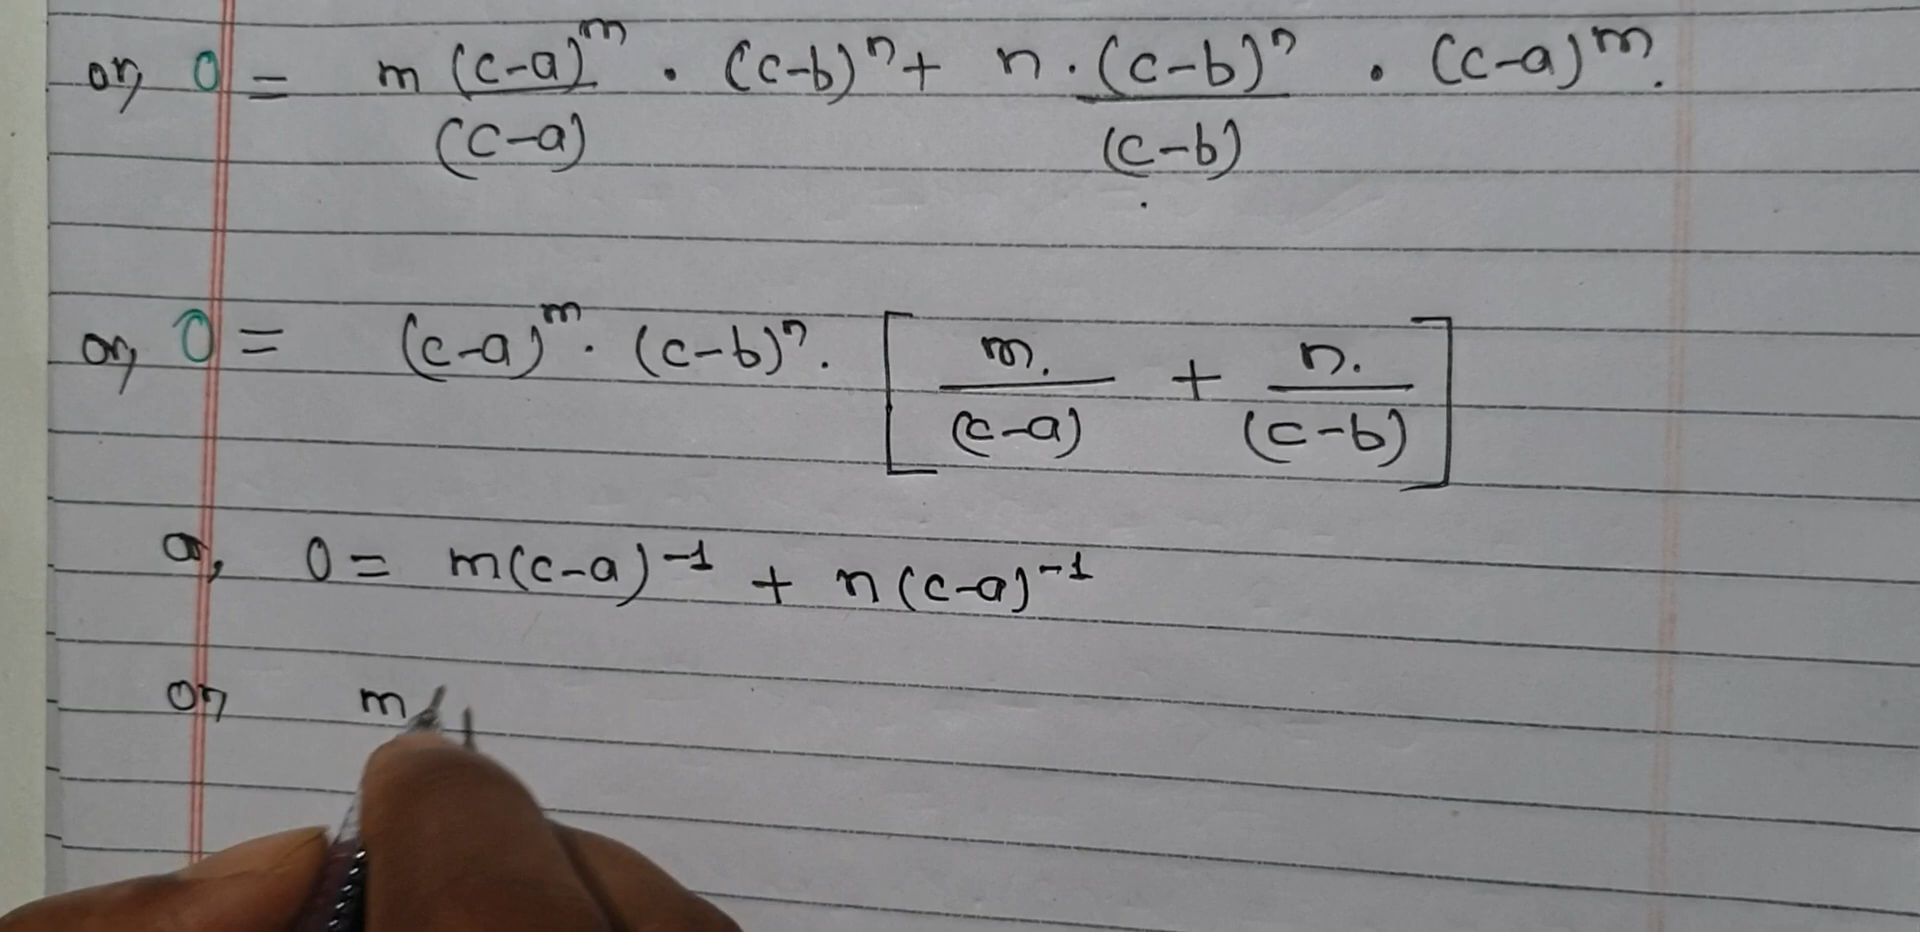 or, 0 = m (c-a)^m / (c-a) · (c-b)^n + n · (c-b)^n / (c-b) · (c-a)^m.
or, 0 = (c-a)^m · (c-b)^n · [ m. / (c-a) + n. / (c-b) ]
or, 0 = m(c-a)^-1 + n(c-a)^-1
or m